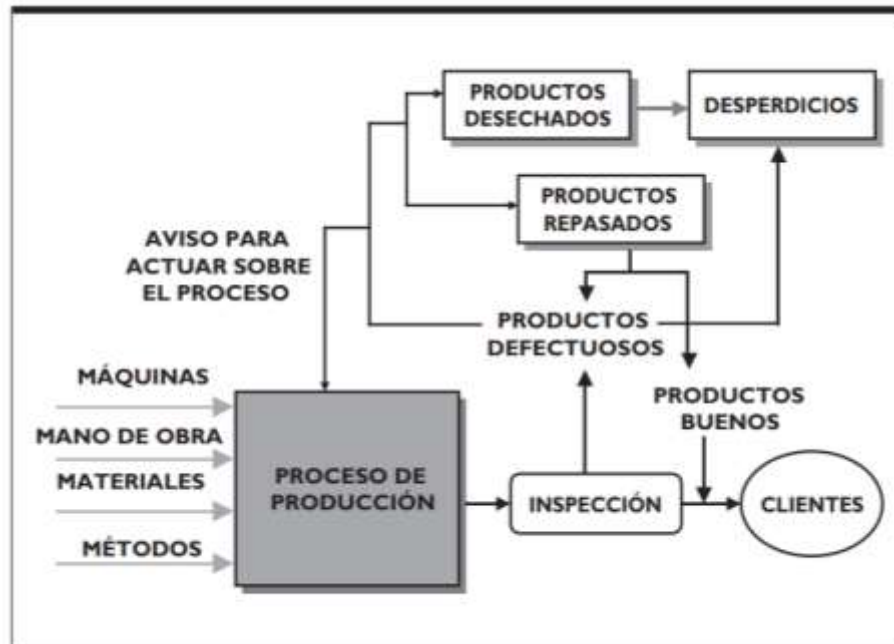 PRODUCTOS
DESECHADOS
DESPERDICIOS
PRODUCTOS
REPASADOS
AVISO PARA
ACTUAR SOBRE
EL PROCESO
PRODUCTOS
DEFECTUOSOS
MÁQUINAS
MANO DE OBRA
MATERIALES
MÉTODOS
PROCESO DE
PRODUCCIÓN
INSPECCIÓN
PRODUCTOS
BUENOS
CLIENTES